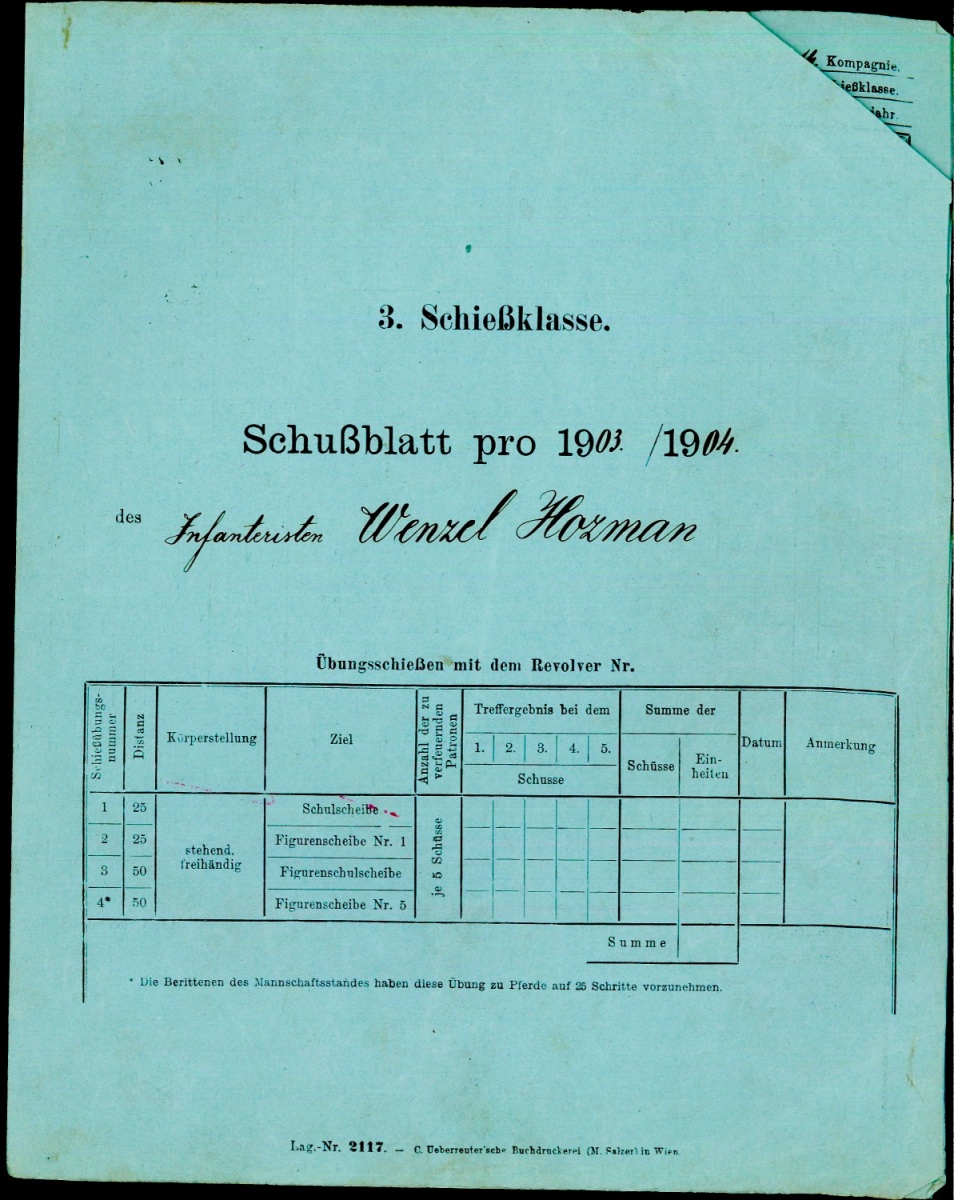 Kompagnie.
ießklasse.
jahr.
3. Schießklasse.
Schußblatt pro 1903. /1904.
des Infanteristen Wenzel Hozman
Übungsschießen mit dem Revolver Nr.
Schießübungs-
nummer
Distanz
Körperstellung
Ziel
Anzahl der zu
verfeuernden
Patronen
Treffergebnis bei dem
1. 2. 3. 4. 5.
Schusse
Summe der
Schüsse
Ein-
heiten
Datum
Anmerkung
1 25 Schulscheibe
2 25 Figurenscheibe Nr. 1
stehend,
freihändig
je 5 Schüsse
3 50 Figurenschulscheibe
4* 50 Figurenscheibe Nr. 5
Summe
* Die Berittenen des Mannschaftsstandes haben diese Übung zu Pferde auf 25 Schritte vorzunehmen.
Lag.-Nr. 2117. — C. Ueberreuter'sche Buchdruckerei (M. Salzer) in Wien.